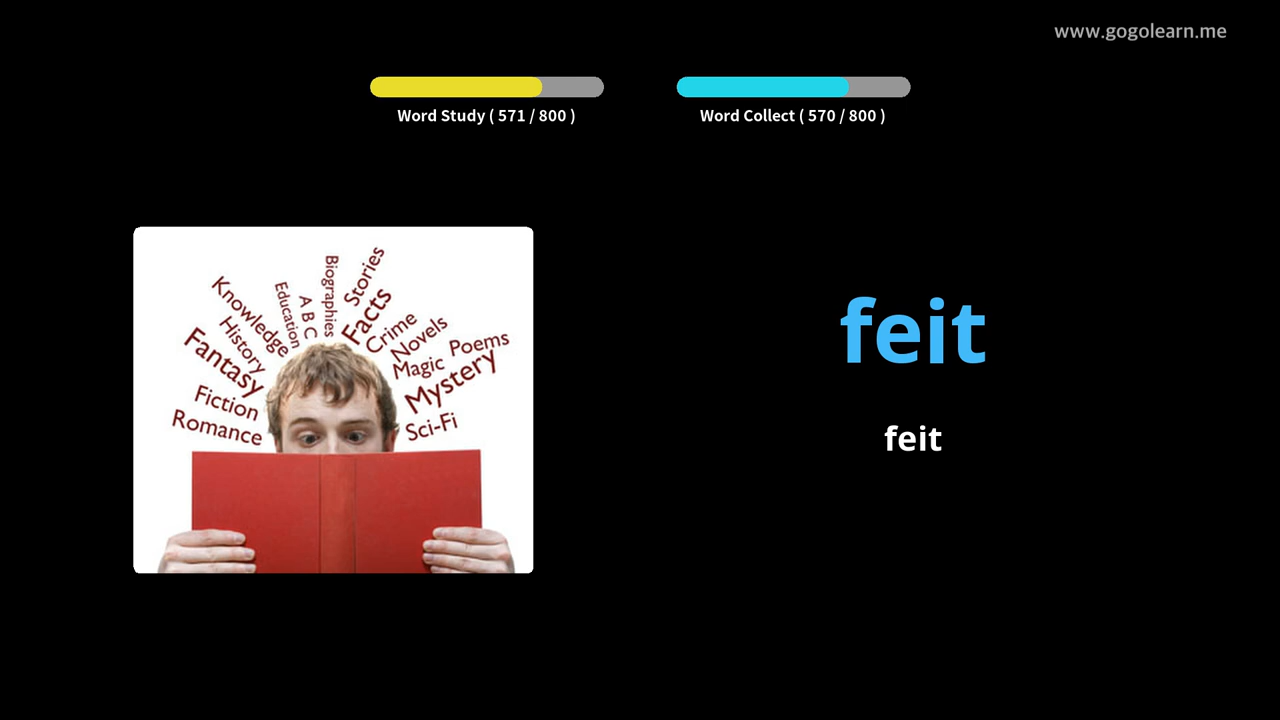 www.gogolearn.me
Word Study ( 571 / 800 )
Word Collect ( 570 / 800 )
Knowledge
Education
A B C
Biographies
Stories
Facts
Crime
Novels
Poems
History
Fantasy
Magic
Mystery
Fiction
Romance
Sci-Fi
feit
feit